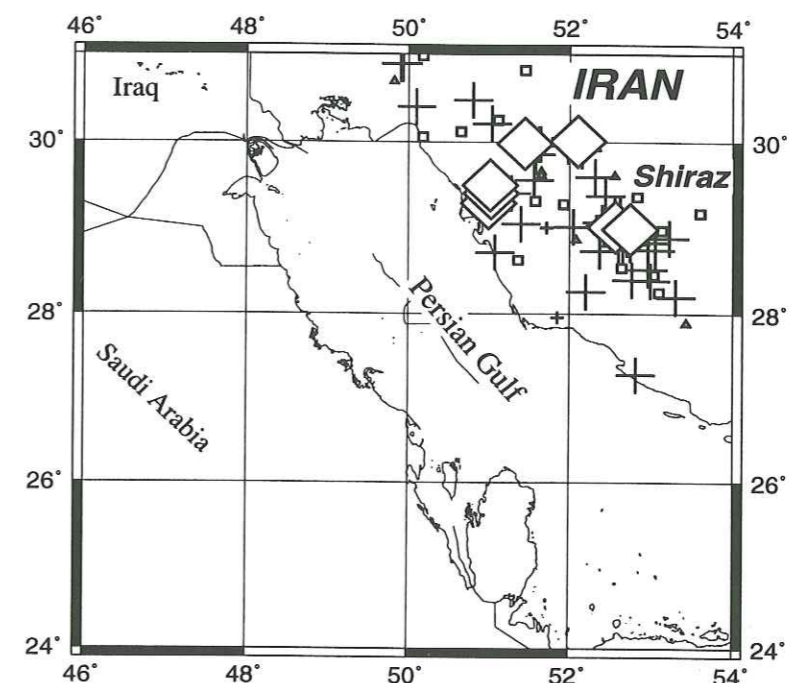 46° 48° 50° 52° 54°
Iraq
IRAN
30° 30°
Shiraz
28° 28°
Persian Gulf
Saudi Arabia
26° 26°
24° 24°
46° 48° 50° 52° 54°